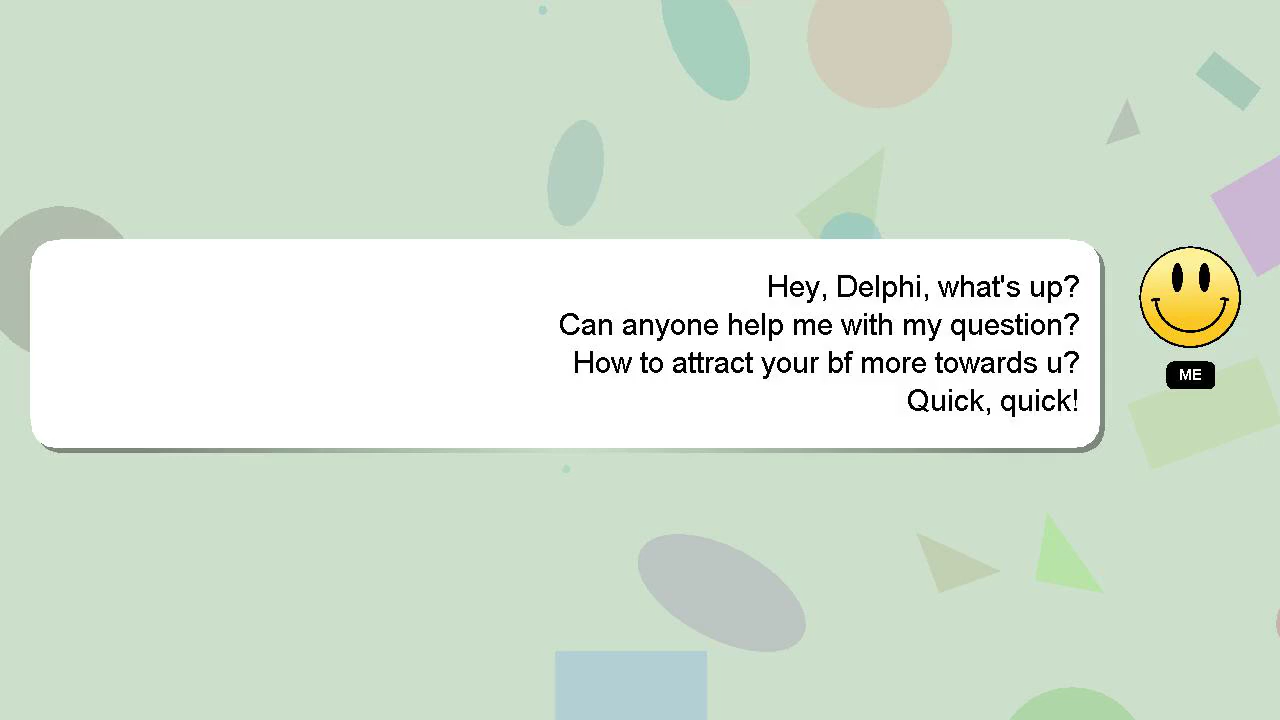 Hey, Delphi, what's up?
Can anyone help me with my question?
How to attract your bf more towards u?
Quick, quick!
ME